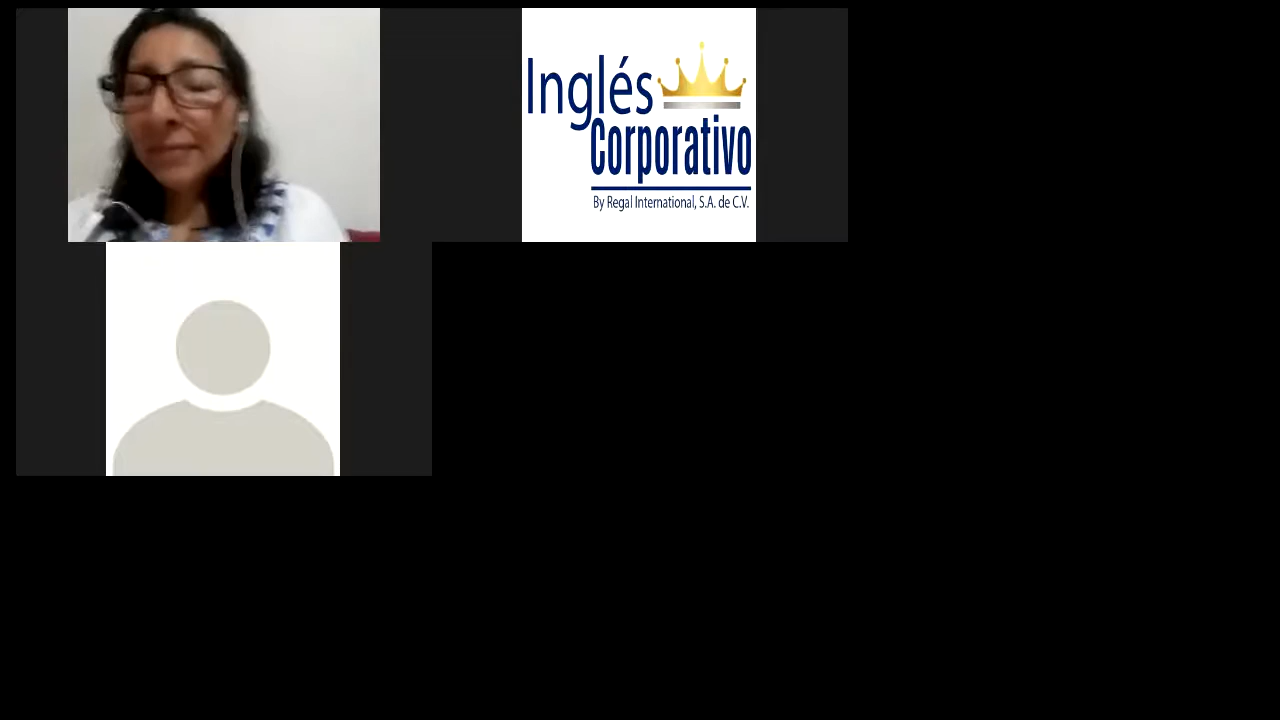 Inglés
Corporativo
By Regal International, S.A. de C.V.